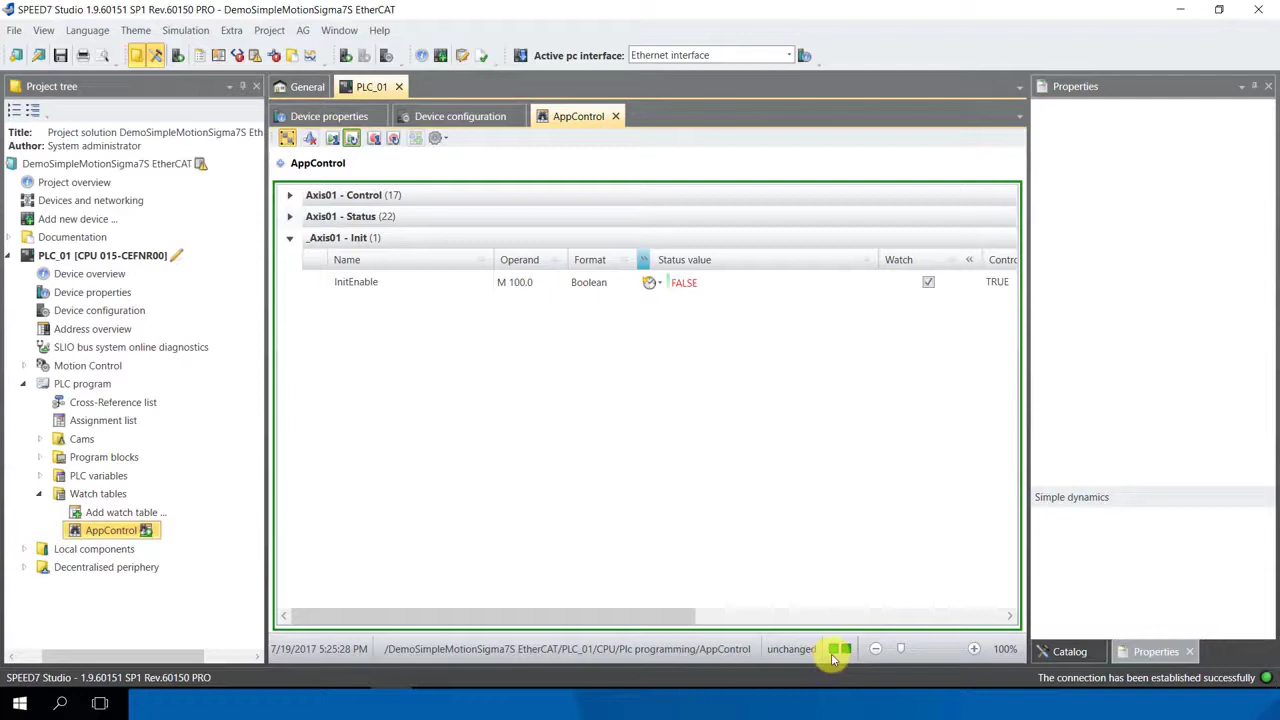 SPEED7 Studio 1.9.60151 SP1 Rev.60150 PRO - DemoSimpleMotionSigma7S EtherCAT
File View Language Theme Simulation Extra Project AG Window Help
Active pc interface: Ethernet interface
Project tree
General
PLC_01
Properties
Device properties
Device configuration
AppControl
Title: Project solution DemoSimpleMotionSigma7S Eth
Author: System administrator
DemoSimpleMotionSigma7S EtherCAT
Project overview
Devices and networking
Add new device ...
Documentation
PLC_01 [CPU 015-CEFNR00]
Device overview
Device properties
Device configuration
Address overview
SLIO bus system online diagnostics
Motion Control
PLC program
Cross-Reference list
Assignment list
Cams
Program blocks
PLC variables
Watch tables
Add watch table ...
AppControl
Local components
Decentralised periphery
AppControl
Axis01 - Control (17)
Axis01 - Status (22)
_Axis01 - Init (1)
Name Operand Format Status value Watch Contro
InitEnable M 100.0 Boolean FALSE TRUE
Simple dynamics
7/19/2017 5:25:28 PM /DemoSimpleMotionSigma7S EtherCAT/PLC_01/CPU/Plc programming/AppControl unchanged 100%
Catalog Properties
SPEED7 Studio 1.9.60151 SP1 Rev.60150 PRO
The connection has been established successfully